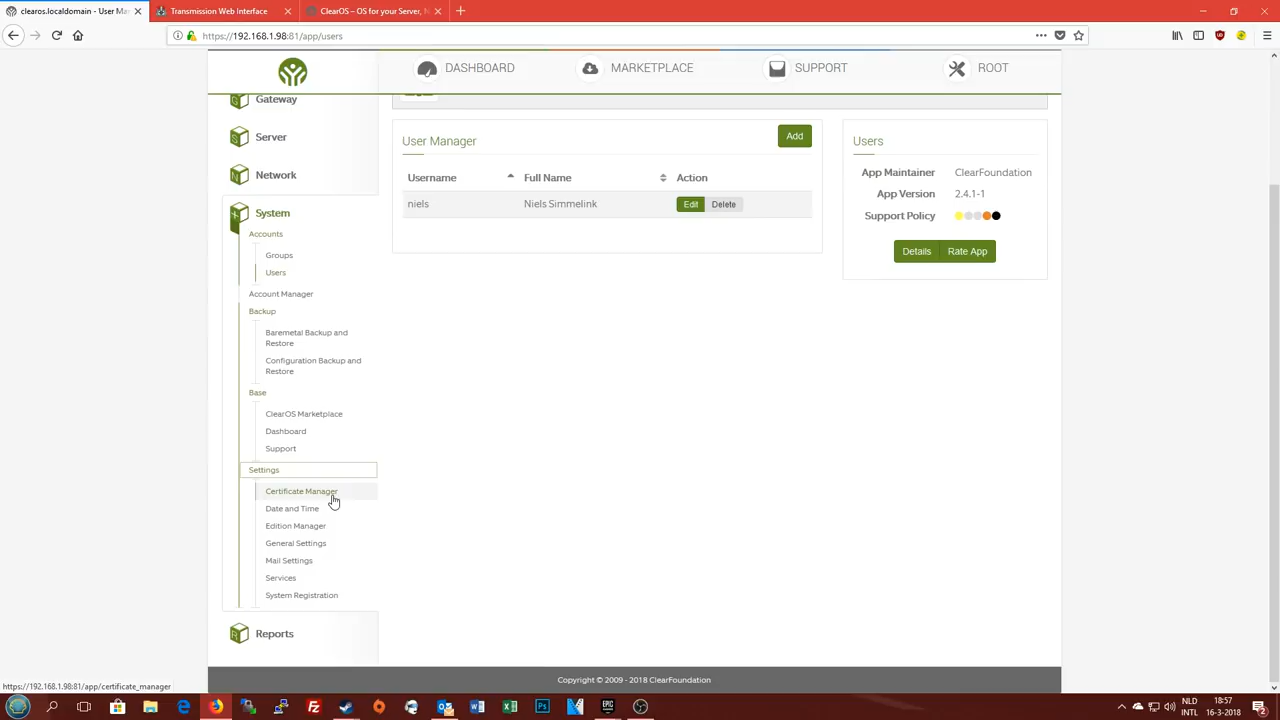 clearos.localdomain - User Mar
Transmission Web Interface
ClearOS – OS for your Server, N
https://192.168.1.98:81/app/users
DASHBOARD
MARKETPLACE
SUPPORT
ROOT
Gateway
Server
Network
System
Accounts
Groups
Users
Account Manager
Backup
Baremetal Backup and
Restore
Configuration Backup and
Restore
Base
ClearOS Marketplace
Dashboard
Support
Settings
Certificate Manager
Date and Time
Edition Manager
General Settings
Mail Settings
Services
System Registration
Reports
User Manager
Add
Username
Full Name
Action
niels
Niels Simmelink
Edit
Delete
Users
App Maintainer
ClearFoundation
App Version
2.4.1-1
Support Policy
Details
Rate App
Copyright © 2009 - 2018 ClearFoundation
https://192.168.1.98:81/app/certificate_manager
NLD
INTL
18:57
16-3-2018